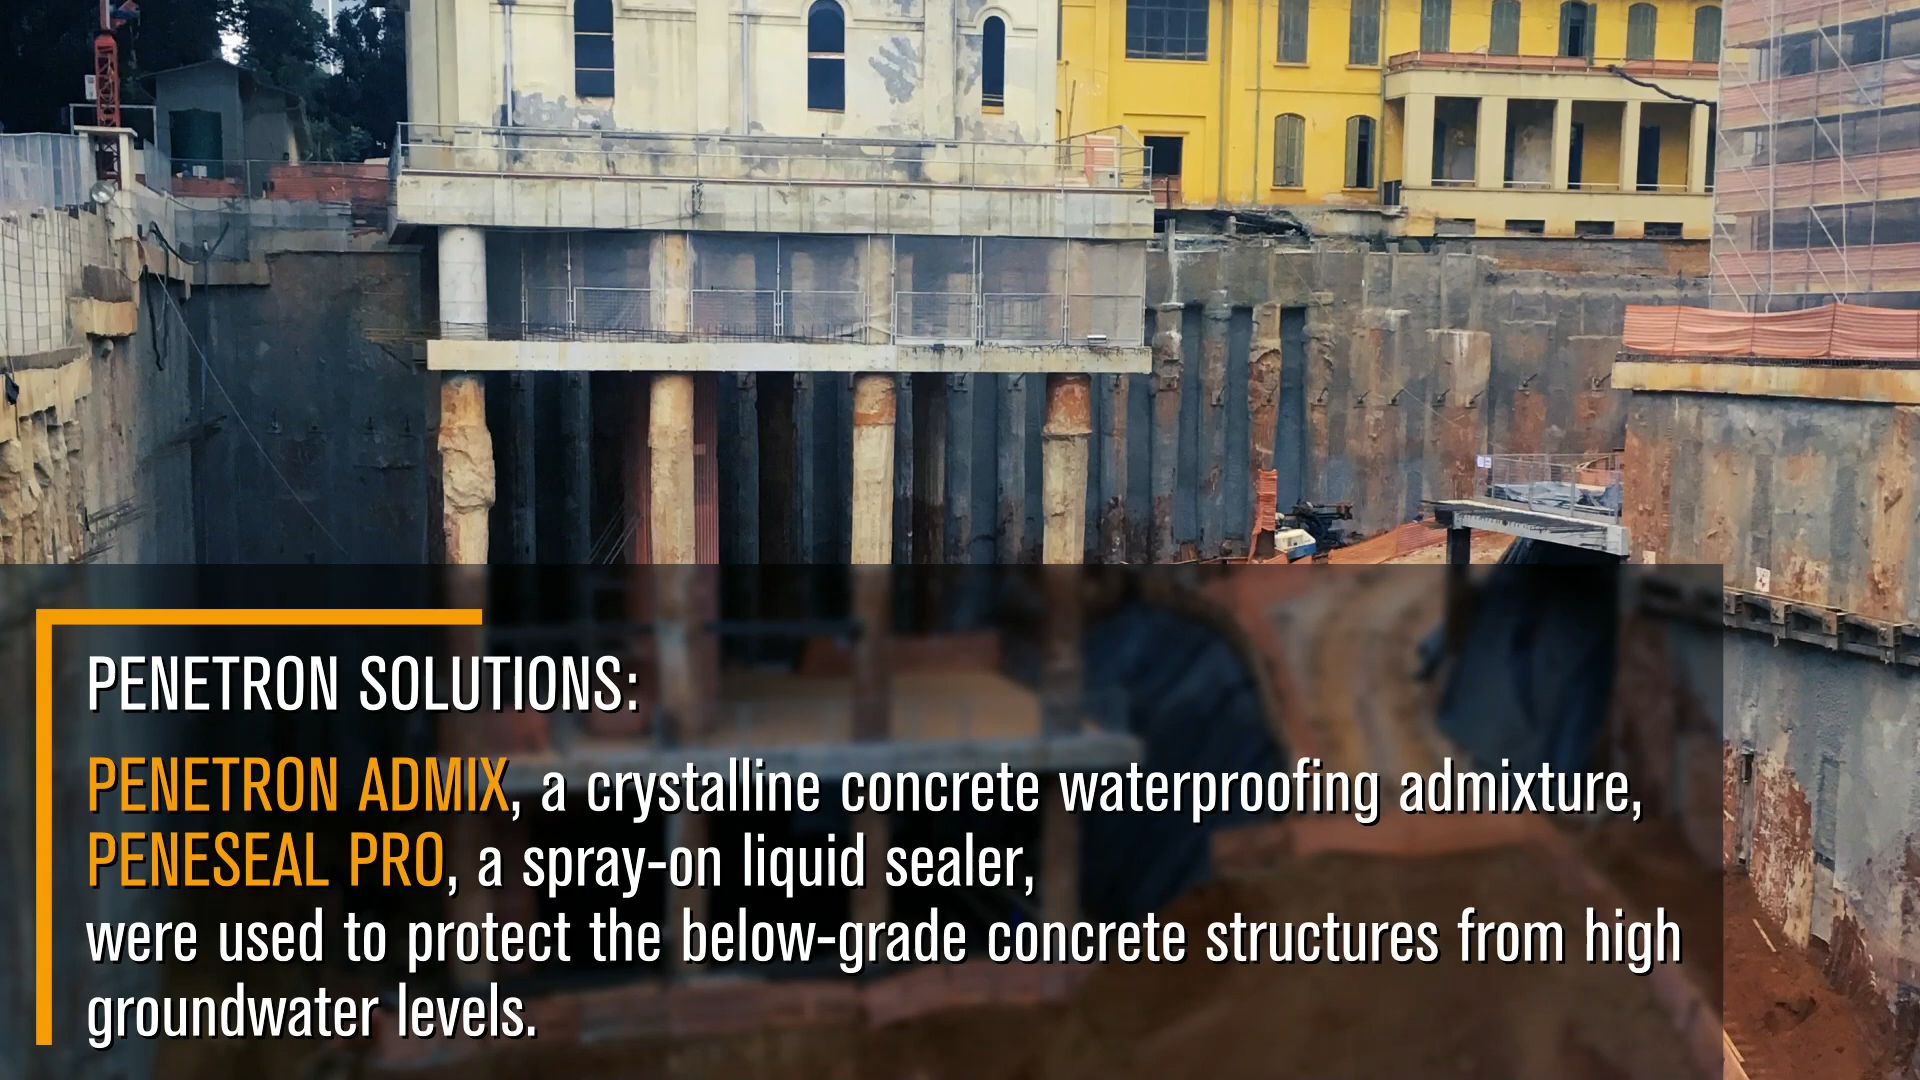 PENETRON SOLUTIONS:
PENETRON ADMIX, a crystalline concrete waterproofing admixture,
PENESEAL PRO, a spray-on liquid sealer,
were used to protect the below-grade concrete structures from high
groundwater levels.